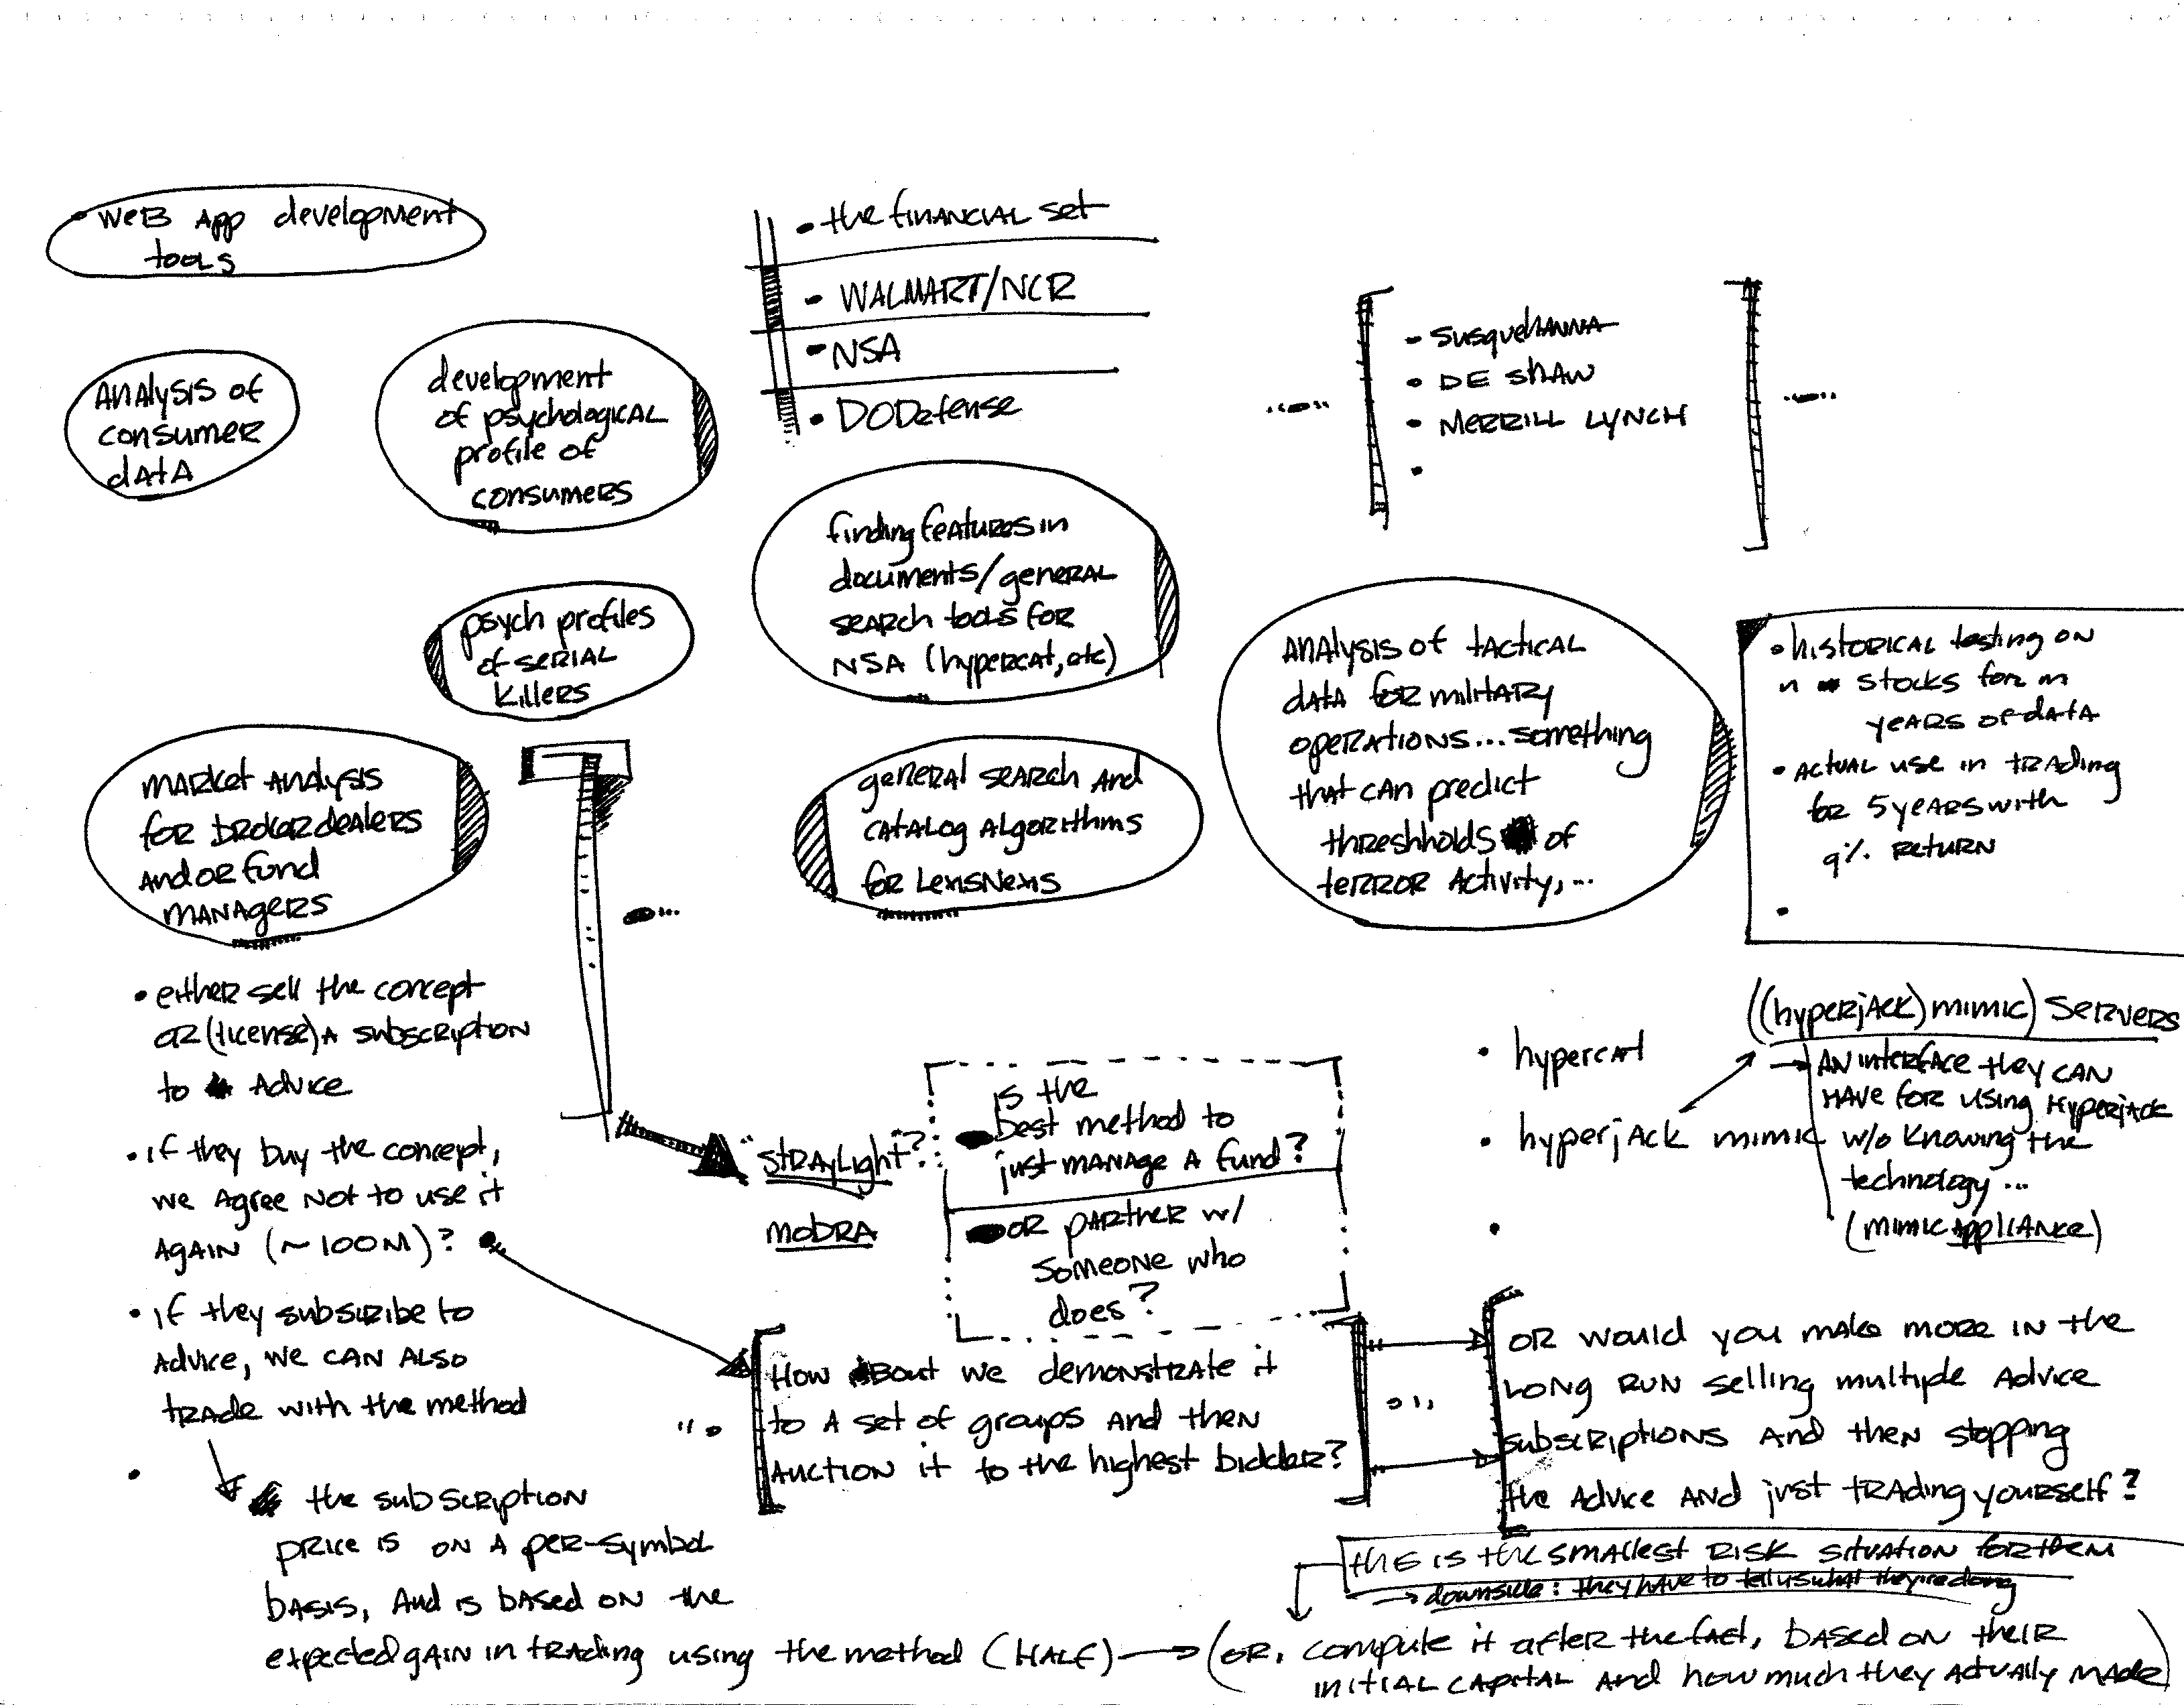 • web app development
tools
• the financial set
• WALMART/NCR
• NSA
• DODefense
• Susquehanna
• DE Shaw
• Merrill Lynch
•
Analysis of
consumer
data
development
of psychological
profile of
consumers
finding features in
documents/general
search tools for
NSA (hypercat, etc)
psych profiles
of serial
killers
Analysis of tactical
data for military
operations... something
that can predict
threshholds of
terror activity, ...
• historical testing on
n stocks for m
years of data
• actual use in trading
for 5 years with
9% return
•
market analysis
for broker dealers
and or fund
managers
general search and
catalog algorithms
for LexisNexis
• either sell the concept
or (license) a subscription
to advice
• if they buy the concept,
we agree not to use it
again (~100M)?
• if they subscribe to
advice, we can also
trade with the method
•
the subscription
price is on a per-symbol
basis, and is based on the
expected gain in trading using the method (half)
"straylight"?
mobra
is the
best method to
just manage a fund?
or partner w/
someone who
does?
• hypercat
• hyperjack mimic
•
((hyperjack) mimic) servers
→ an interface they can
have for using hyperjack
w/o knowing the
technology ...
(mimic appliance)
How about we demonstrate it
to a set of groups and then
auction it to the highest bidder?
or would you make more in the
long run selling multiple advice
subscriptions and then stopping
the advice and just trading yourself?
this is the smallest risk situation for them
→ downside: they have to tell us what they're doing
(or, compute it after the fact, based on their
initial capital and how much they actually made)